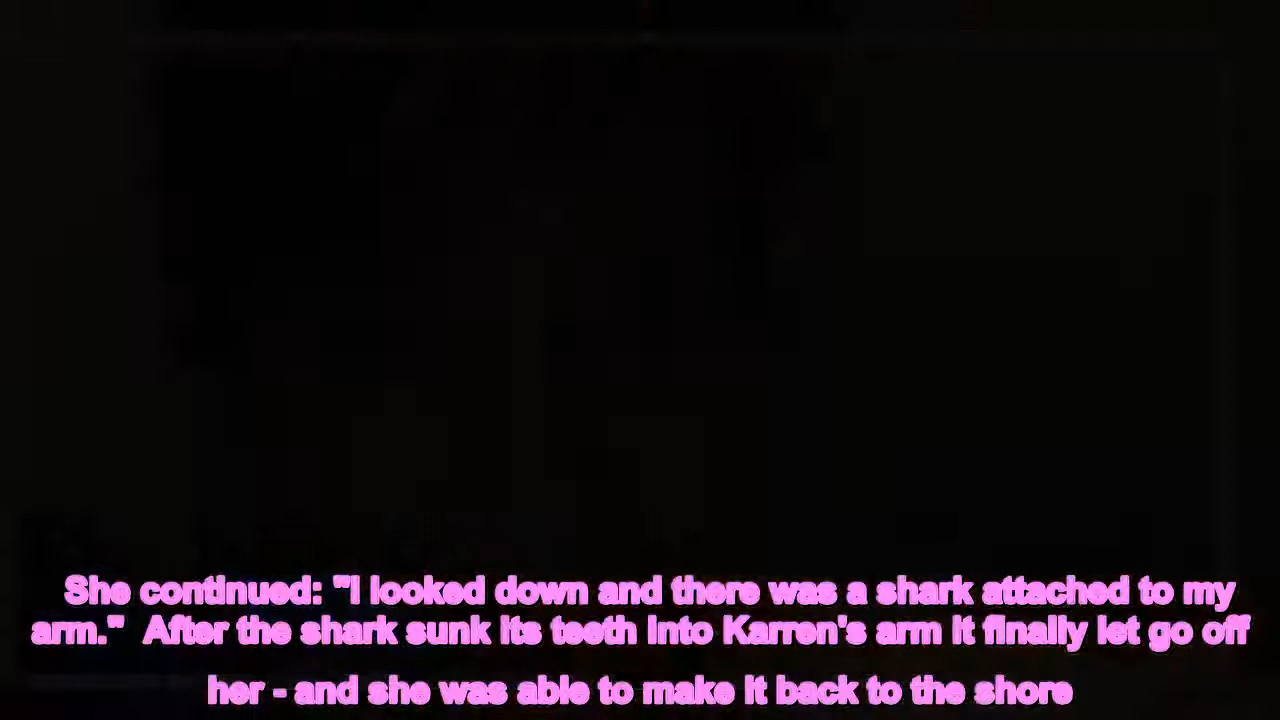 She continued: "I looked down and there was a shark attached to my
arm."  After the shark sunk its teeth into Karren's arm it finally let go off
her - and she was able to make it back to the shore